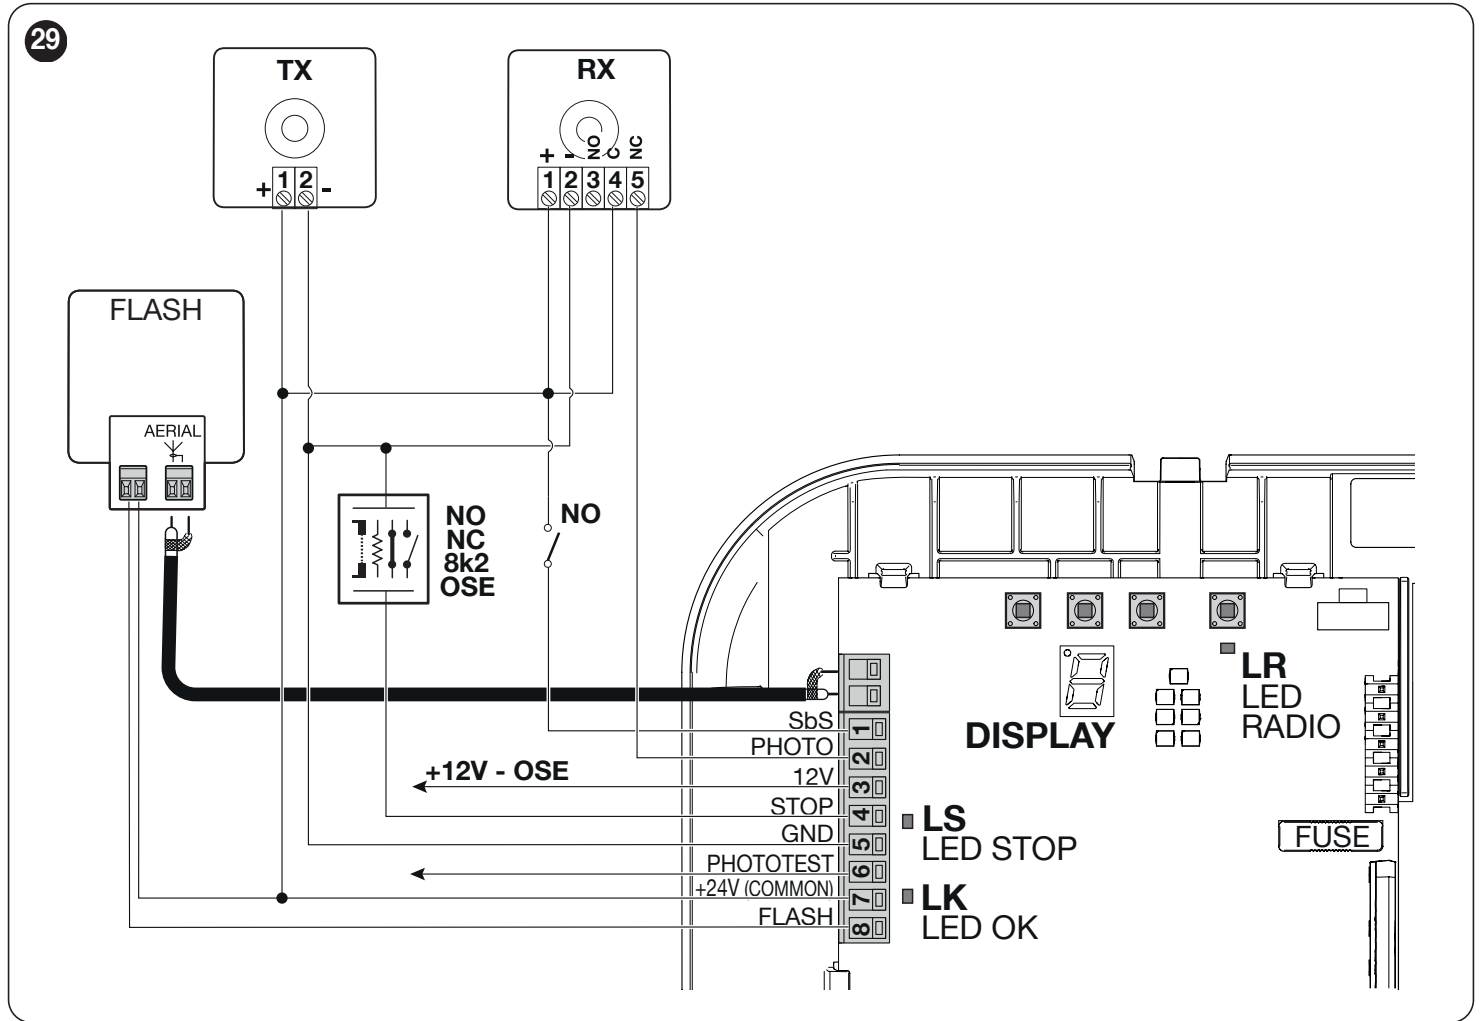 29
TX
+ 1 2 -
RX
+ - NO C NC
1 2 3 4 5
FLASH
AERIAL
NO
NC
8k2
OSE
NO
LR
LED
RADIO
DISPLAY
SbS 1
PHOTO 2
+12V - OSE
12V 3
STOP 4
GND 5
PHOTOTEST 6
+24V (COMMON) 7
FLASH 8
LS
LED STOP
LK
LED OK
FUSE